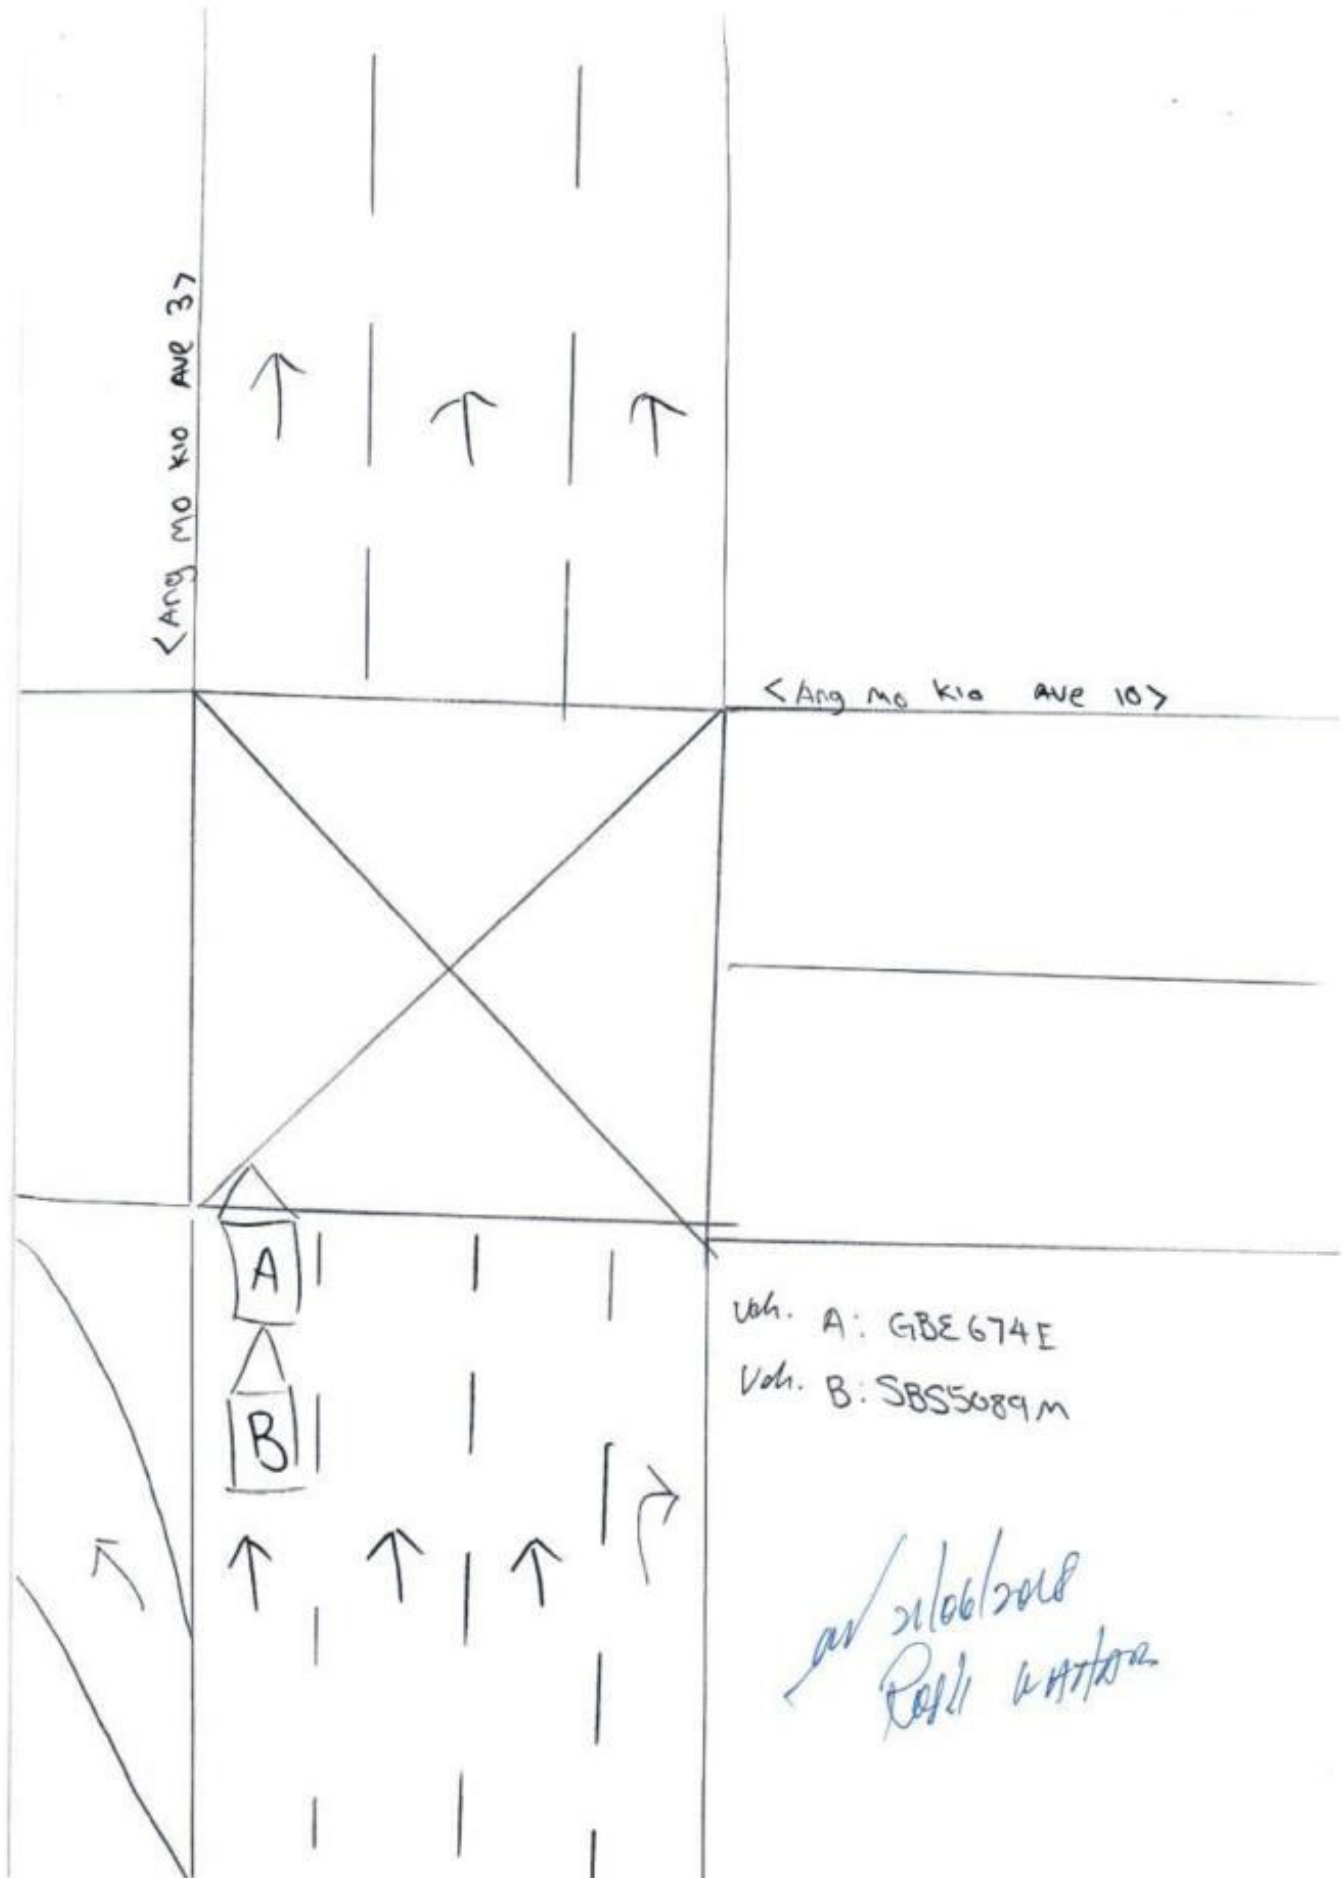 <Ang mo kio AVE 3>
<Ang mo kio AVE 10>
A
B
Veh. A: GBE674E
Veh. B: SBS5089M
21/06/2018